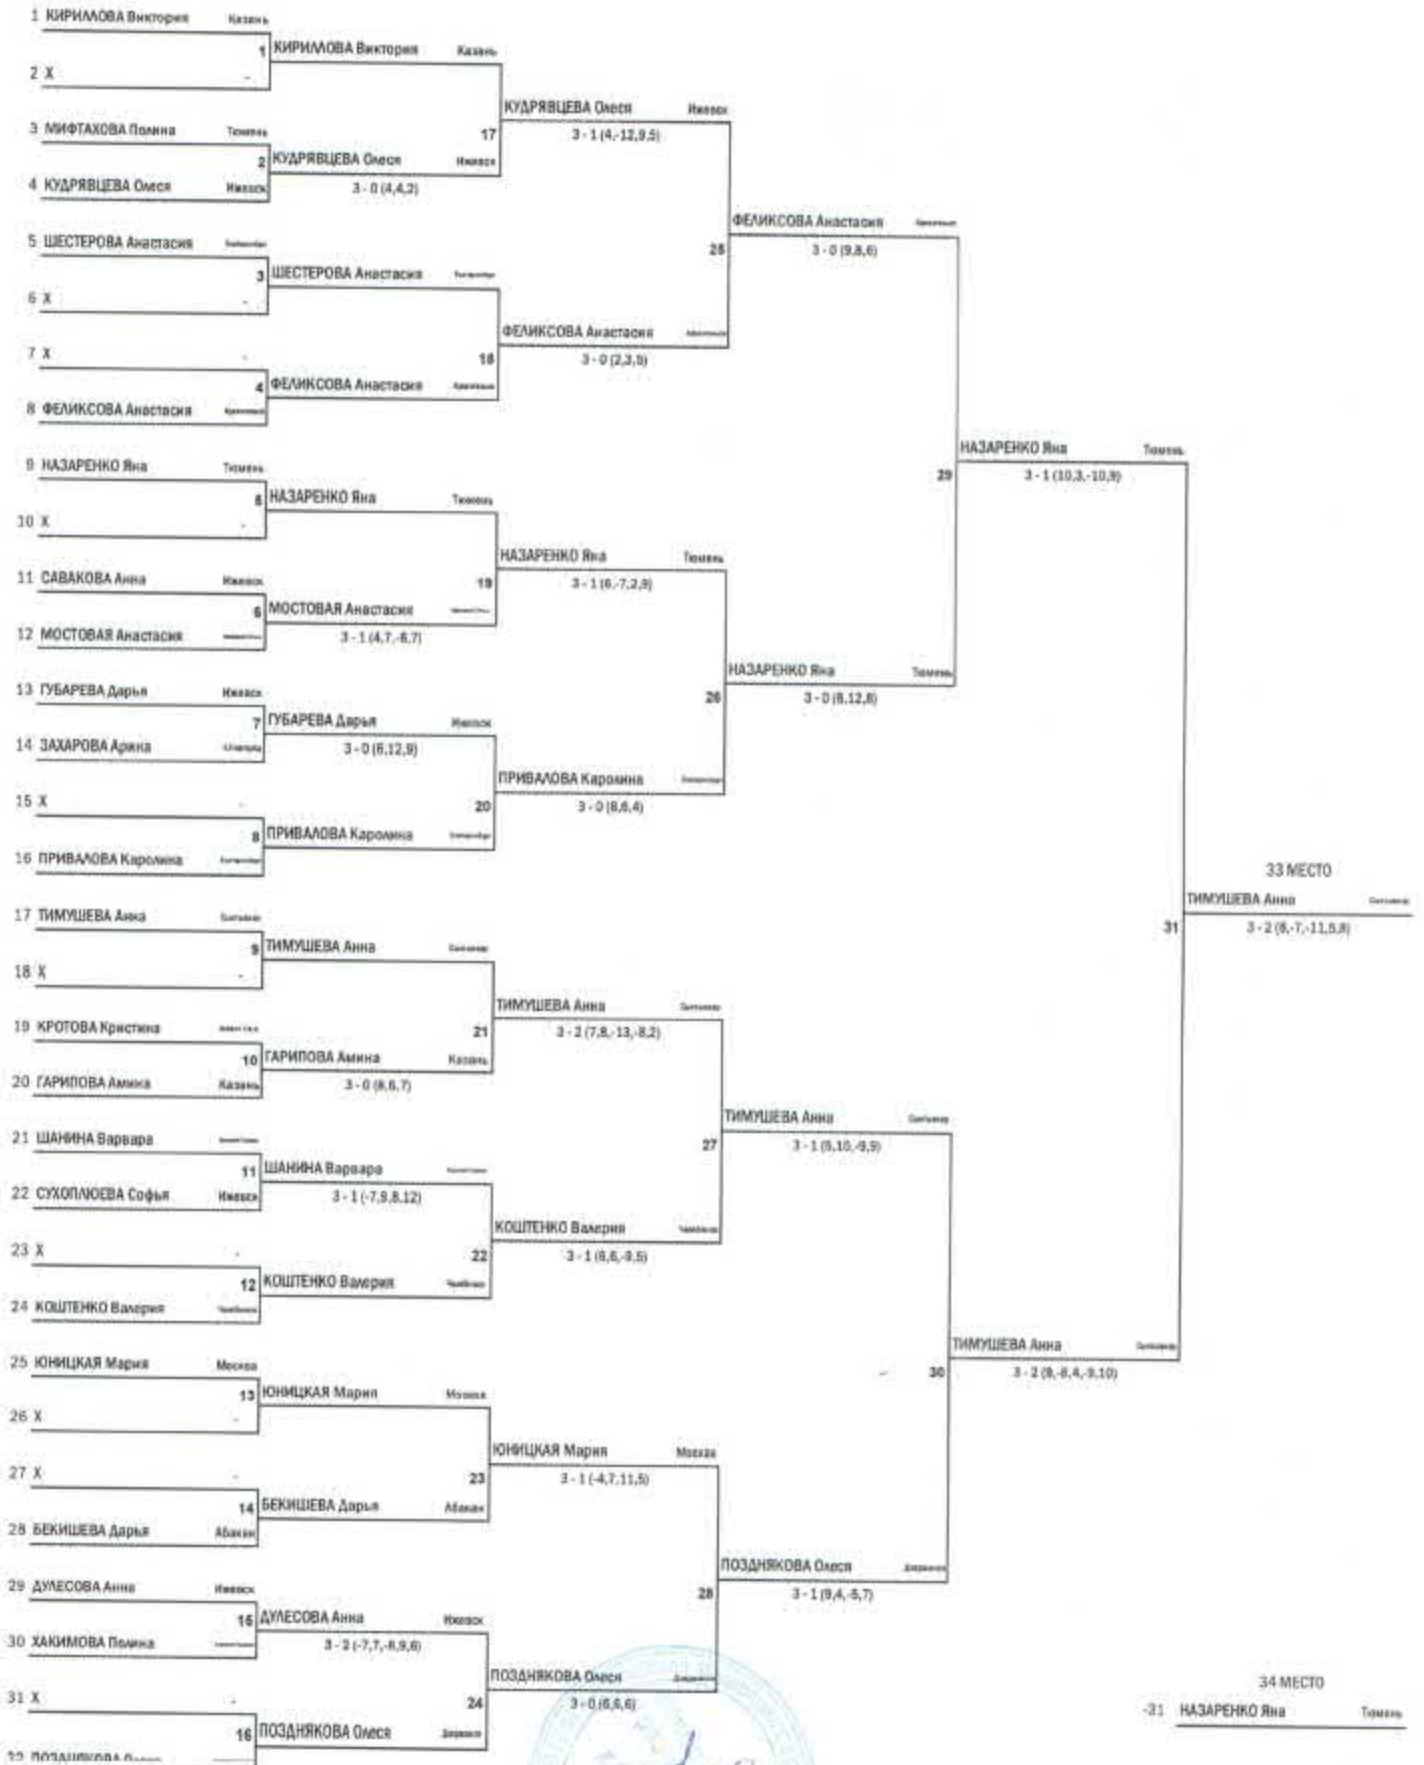 1 КИРИЛЛОВА Виктория Казань
1 КИРИЛЛОВА Виктория Казань
2 X
КУДРЯВЦЕВА Олеся Ижевск
3 МИФТАХОВА Полина Тюмень
17 3 - 1 (4,-12,9,5)
2 КУДРЯВЦЕВА Олеся Ижевск
4 КУДРЯВЦЕВА Олеся Ижевск
3 - 0 (4,4,2)
ФЕЛИКСОВА Анастасия
5 ШЕСТЕРОВА Анастасия
25 3 - 0 (9,8,6)
3 ШЕСТЕРОВА Анастасия
6 X
ФЕЛИКСОВА Анастасия
7 X
18 3 - 0 (2,3,5)
4 ФЕЛИКСОВА Анастасия
8 ФЕЛИКСОВА Анастасия
НАЗАРЕНКО Яна Тюмень
9 НАЗАРЕНКО Яна Тюмень
29 3 - 1 (10,3,-10,9)
5 НАЗАРЕНКО Яна Тюмень
10 X
НАЗАРЕНКО Яна Тюмень
11 САВАКОВА Анна Ижевск
19 3 - 1 (6,-7,2,9)
6 МОСТОВАЯ Анастасия
12 МОСТОВАЯ Анастасия
3 - 1 (4,7,-6,7)
НАЗАРЕНКО Яна Тюмень
13 ГУБАРЕВА Дарья Ижевск
26 3 - 0 (6,12,8)
7 ГУБАРЕВА Дарья Ижевск
14 ЗАХАРОВА Арина
3 - 0 (6,12,9)
ПРИВАЛОВА Каролина
15 X
20 3 - 0 (8,6,4)
8 ПРИВАЛОВА Каролина
16 ПРИВАЛОВА Каролина
33 МЕСТО
ТИМУШЕВА Анна
17 ТИМУШЕВА Анна
31 3 - 2 (6,-7,-11,5,8)
9 ТИМУШЕВА Анна
18 X
ТИМУШЕВА Анна
19 КРОТОВА Кристина
21 3 - 2 (7,8,-13,-8,2)
10 ГАРИПОВА Амина Казань
20 ГАРИПОВА Амина Казань
3 - 0 (8,6,7)
ТИМУШЕВА Анна
21 ШАНИНА Варвара
27 3 - 1 (5,10,-9,9)
11 ШАНИНА Варвара
22 СУХОПЛЮЕВА Софья Ижевск
3 - 1 (-7,9,8,12)
КОШТЕНКО Валерия
23 X
22 3 - 1 (6,6,-9,5)
12 КОШТЕНКО Валерия
24 КОШТЕНКО Валерия
ТИМУШЕВА Анна
25 ЮНИЦКАЯ Мария Москва
30 3 - 2 (9,-8,4,-9,10)
13 ЮНИЦКАЯ Мария Москва
26 X
ЮНИЦКАЯ Мария Москва
27 X
23 3 - 1 (-4,7,11,5)
14 БЕКИШЕВА Дарья Абакан
28 БЕКИШЕВА Дарья Абакан
ПОЗДНЯКОВА Олеся
29 ДУЛЕСОВА Анна Ижевск
28 3 - 1 (9,4,-5,7)
15 ДУЛЕСОВА Анна Ижевск
30 ХАКИМОВА Полина
3 - 2 (-7,7,-8,9,6)
ПОЗДНЯКОВА Олеся
31 X
24 3 - 0 (6,6,6)
34 МЕСТО
-31 НАЗАРЕНКО Яна Тюмень
16 ПОЗДНЯКОВА Олеся